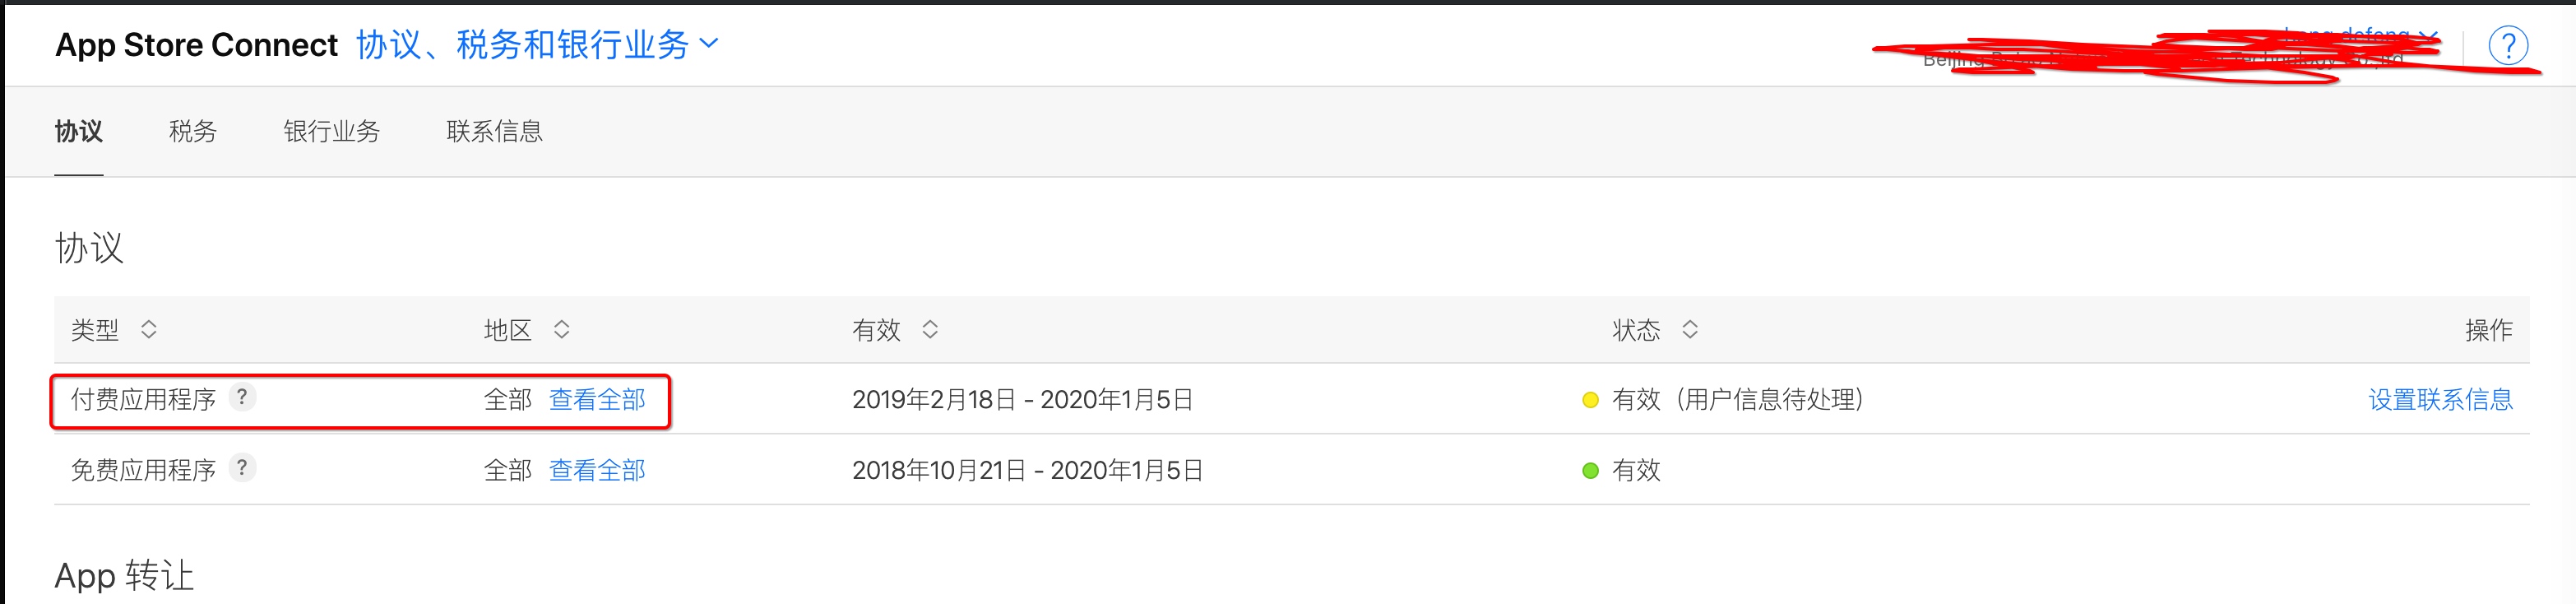 App Store Connect 协议、税务和银行业务
Beijing
?
协议 税务 银行业务 联系信息
协议
类型 地区 有效 状态 操作
付费应用程序 ? 全部 查看全部 2019年2月18日 - 2020年1月5日 有效（用户信息待处理） 设置联系信息
免费应用程序 ? 全部 查看全部 2018年10月21日 - 2020年1月5日 有效
App 转让